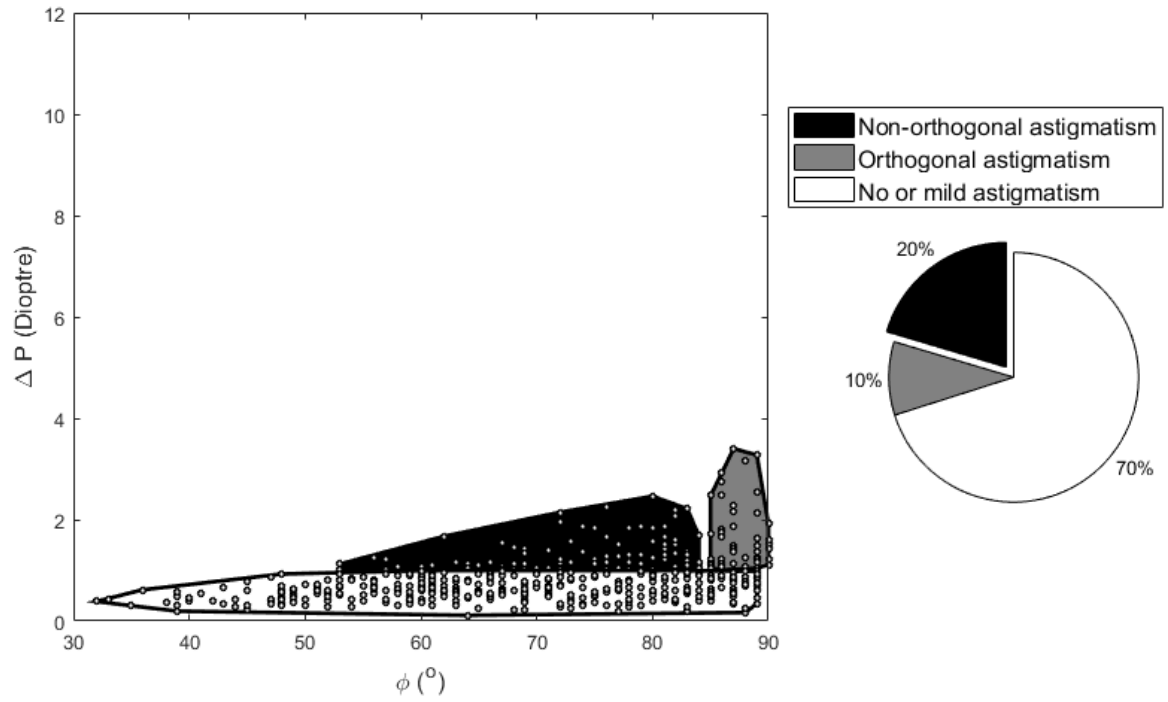 12
10
8
6
4
2
0
Δ P (Dioptre)
30 40 50 60 70 80 90
ϕ (°)
Non-orthogonal astigmatism
Orthogonal astigmatism
No or mild astigmatism
20%
10%
70%